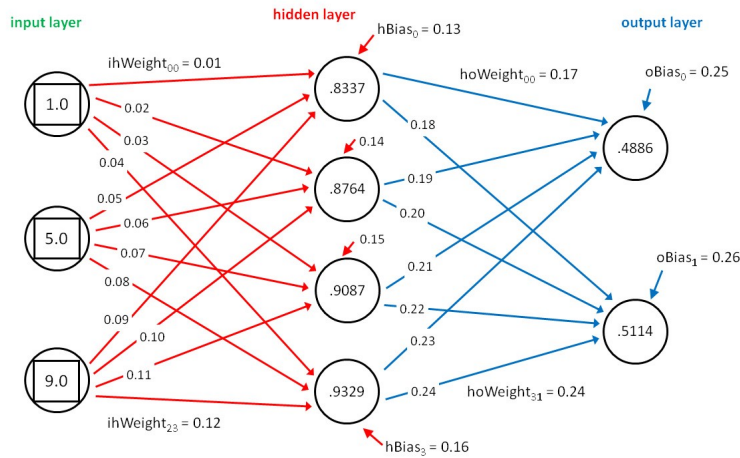 input layer
hidden layer
output layer
hBias0 = 0.13
ihWeight00 = 0.01
hoWeight00 = 0.17
oBias0 = 0.25
1.0
.8337
0.02
0.03
0.04
0.18
0.14
.4886
.8764
0.19
0.05
0.06
0.20
5.0
0.07
0.15
0.08
0.21
oBias1 = 0.26
.9087
0.22
0.09
0.10
0.23
.5114
0.11
9.0
.9329
0.24
hoWeight31 = 0.24
ihWeight23 = 0.12
hBias3 = 0.16